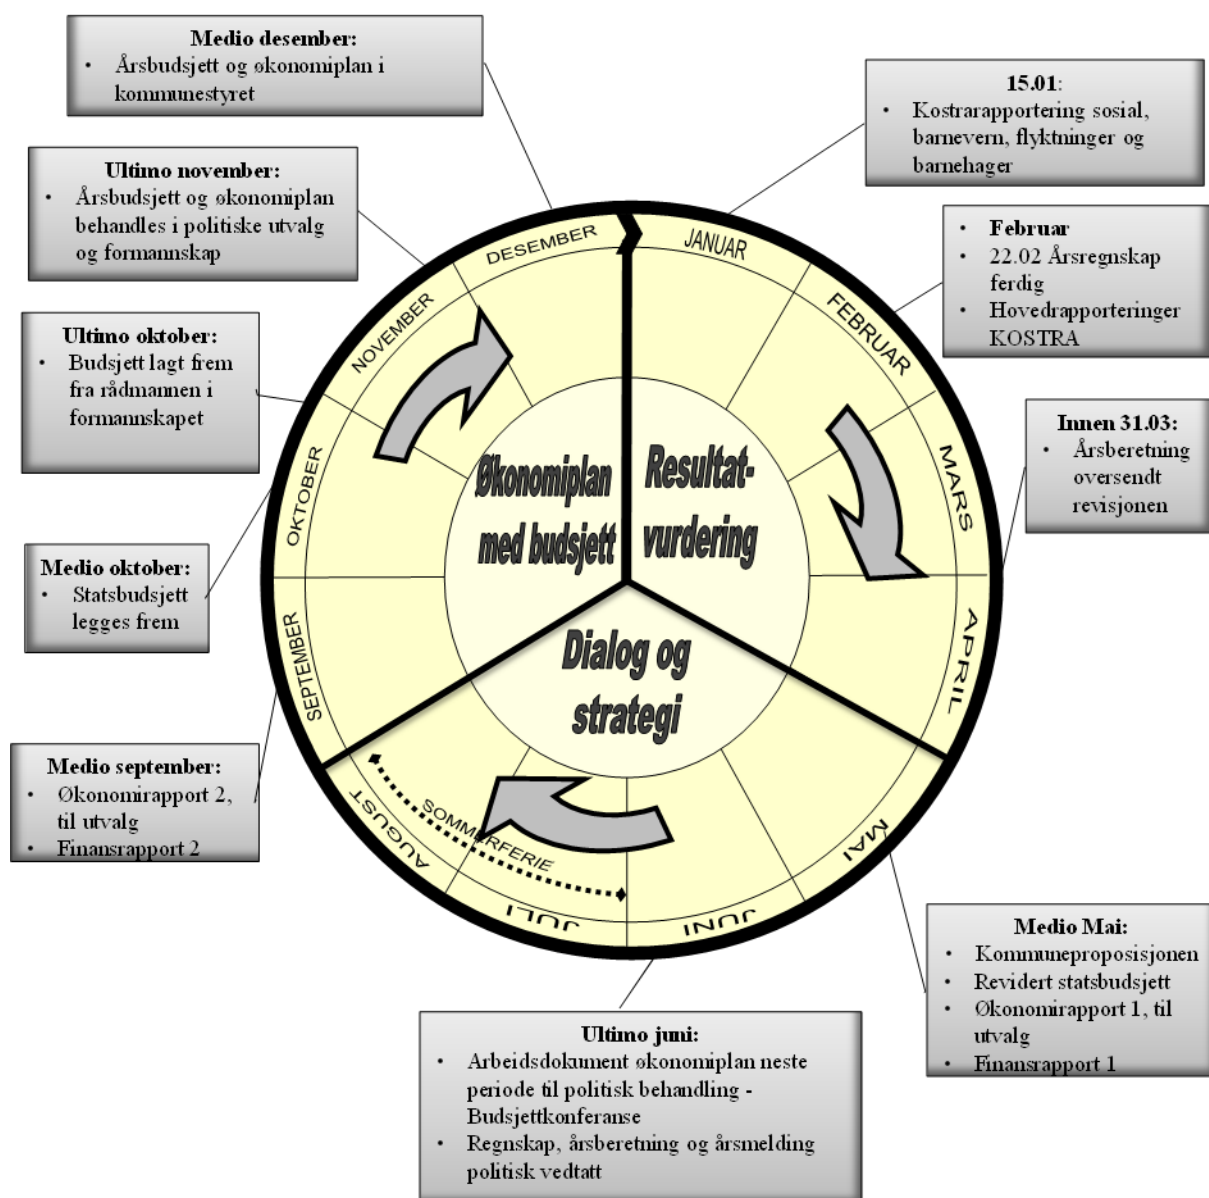 Medio desember:
• Årsbudsjett og økonomiplan i
kommunestyret
15.01:
• Kostrarapportering sosial,
barnevern, flyktninger og
barnehager
Ultimo november:
• Årsbudsjett og økonomiplan
behandles i politiske utvalg
og formannskap
• Februar
• 22.02 Årsregnskap
ferdig
• Hovedrapporteringer
KOSTRA
Ultimo oktober:
• Budsjett lagt frem
fra rådmannen i
formannskapet
Innen 31.03:
• Årsberetning
oversendt
revisjonen
Medio oktober:
• Statsbudsjett
legges frem
Medio september:
• Økonomirapport 2,
til utvalg
• Finansrapport 2
Medio Mai:
• Kommuneproposisjonen
• Revidert statsbudsjett
• Økonomirapport 1, til
utvalg
• Finansrapport 1
Ultimo juni:
• Arbeidsdokument økonomiplan neste
periode til politisk behandling -
Budsjettkonferanse
• Regnskap, årsberetning og årsmelding
politisk vedtatt
JANUAR
FEBRUAR
MARS
APRIL
MAI
JUNI
JULI
AUGUST
SEPTEMBER
OKTOBER
NOVEMBER
DESEMBER
SOMMERFERIE
Økonomiplan
med budsjett
Resultat-
vurdering
Dialog og
strategi